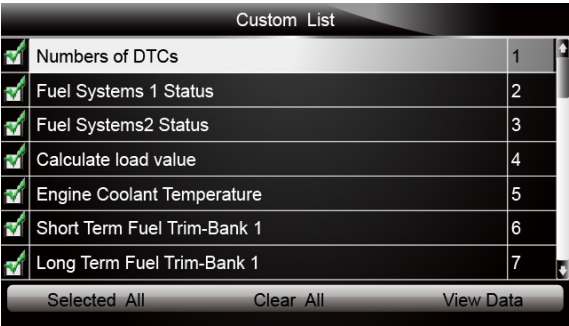 Custom List
Numbers of DTCs 1
Fuel Systems 1 Status 2
Fuel Systems2 Status 3
Calculate load value 4
Engine Coolant Temperature 5
Short Term Fuel Trim-Bank 1 6
Long Term Fuel Trim-Bank 1 7
Selected All Clear All View Data